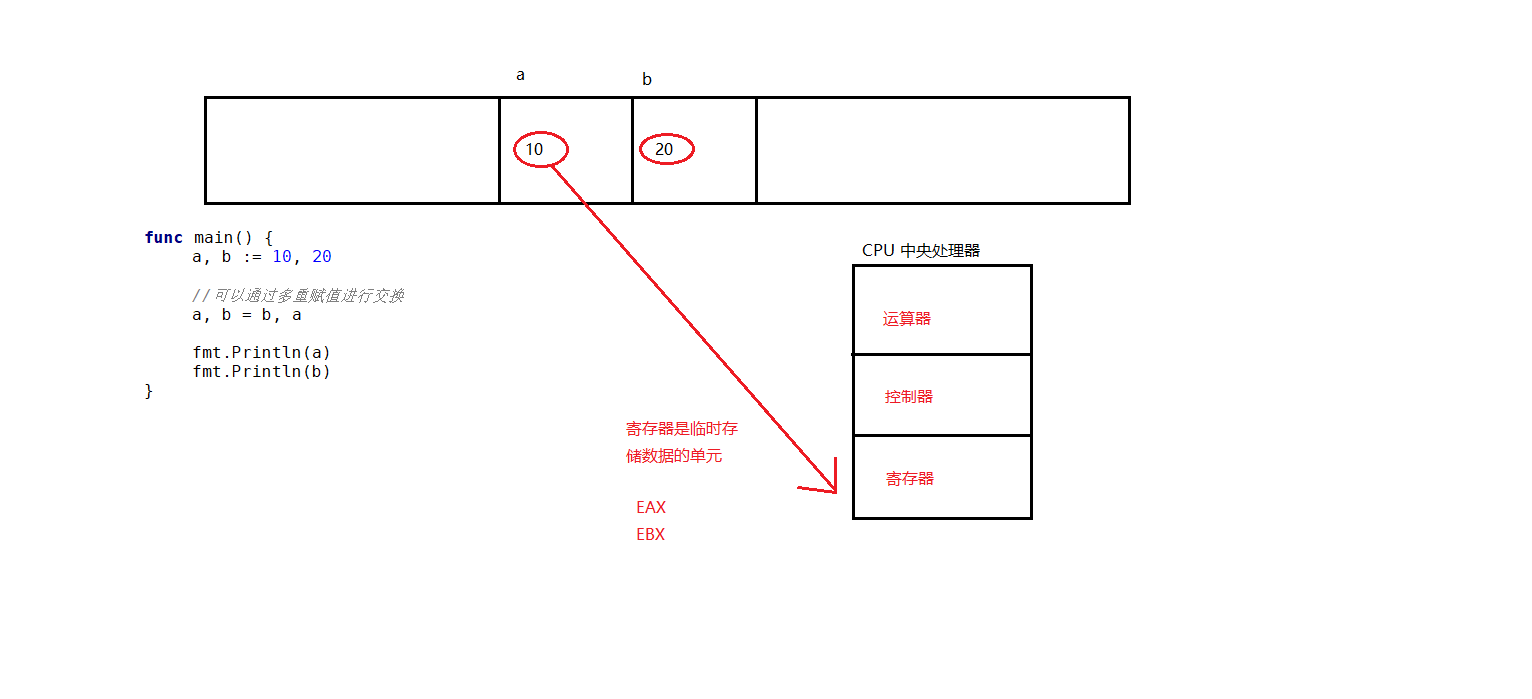 a
b
10
20
func main() {
a, b := 10, 20
//可以通过多重赋值进行交换
a, b = b, a
fmt.Println(a)
fmt.Println(b)
}
CPU 中央处理器
运算器
控制器
寄存器
寄存器是临时存
储数据的单元
EAX
EBX